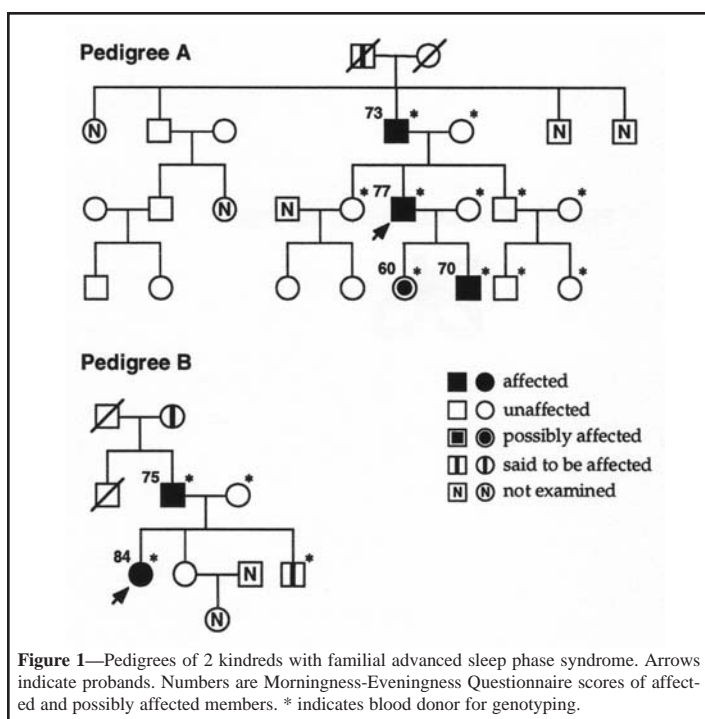 Pedigree A
73 * *
N N N
N * 77 * * * *
N
60 * 70 * * *
Pedigree B
75 * *
84 * N *
N
affected
unaffected
possibly affected
said to be affected
N N not examined
Figure 1—Pedigrees of 2 kindreds with familial advanced sleep phase syndrome. Arrows
indicate probands. Numbers are Morningness-Eveningness Questionnaire scores of affect-
ed and possibly affected members. * indicates blood donor for genotyping.